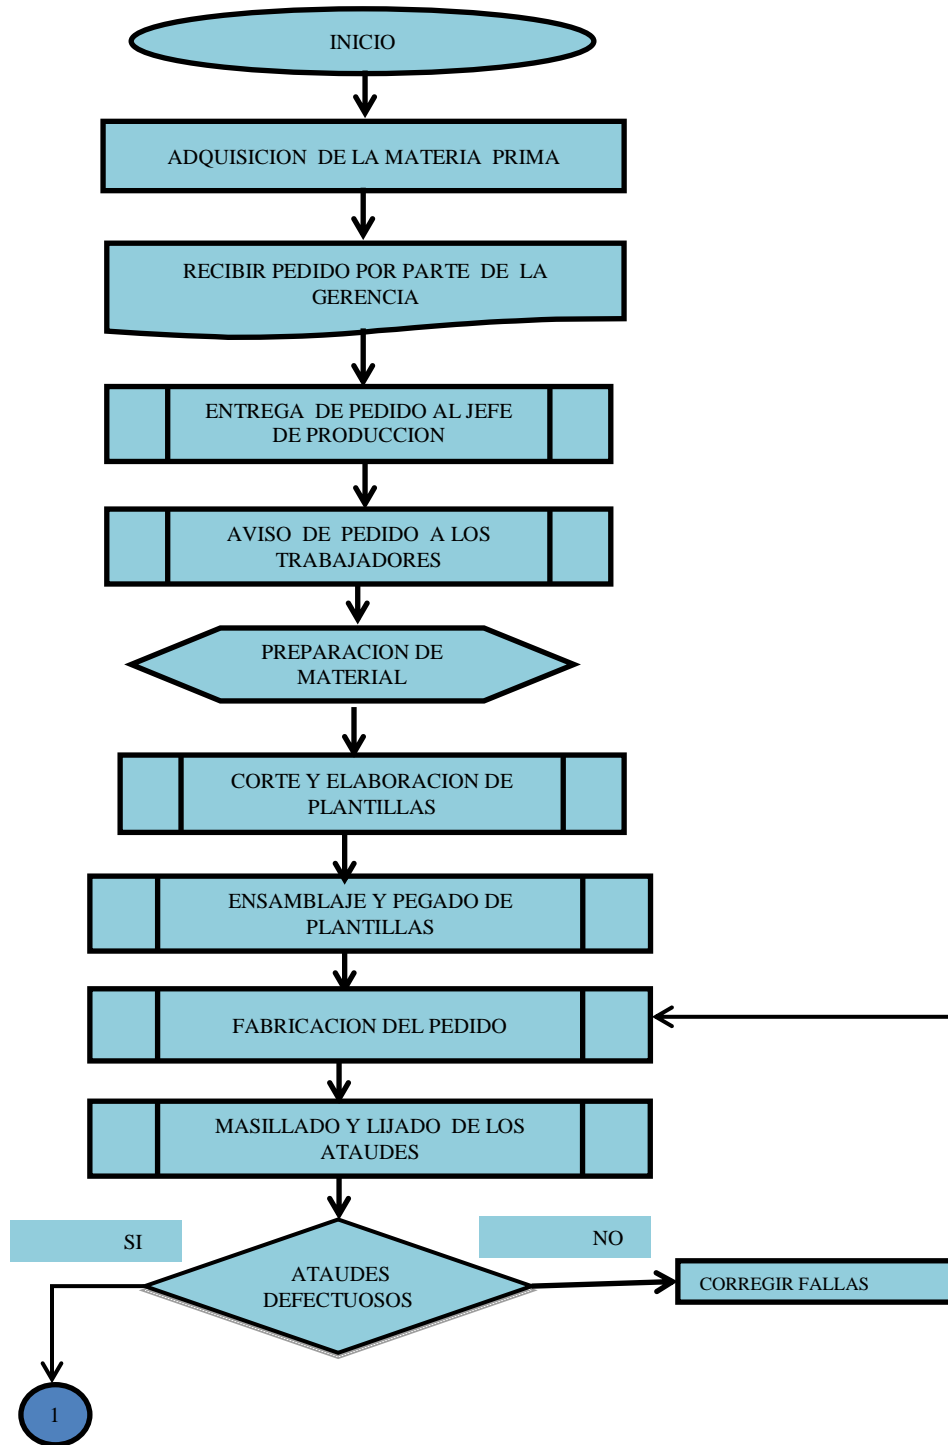 INICIO
ADQUISICION DE LA MATERIA PRIMA
RECIBIR PEDIDO POR PARTE DE LA
GERENCIA
ENTREGA DE PEDIDO AL JEFE
DE PRODUCCION
AVISO DE PEDIDO A LOS
TRABAJADORES
PREPARACION DE
MATERIAL
CORTE Y ELABORACION DE
PLANTILLAS
ENSAMBLAJE Y PEGADO DE
PLANTILLAS
FABRICACION DEL PEDIDO
MASILLADO Y LIJADO DE LOS
ATAUDES
SI
NO
ATAUDES
DEFECTUOSOS
CORREGIR FALLAS
1